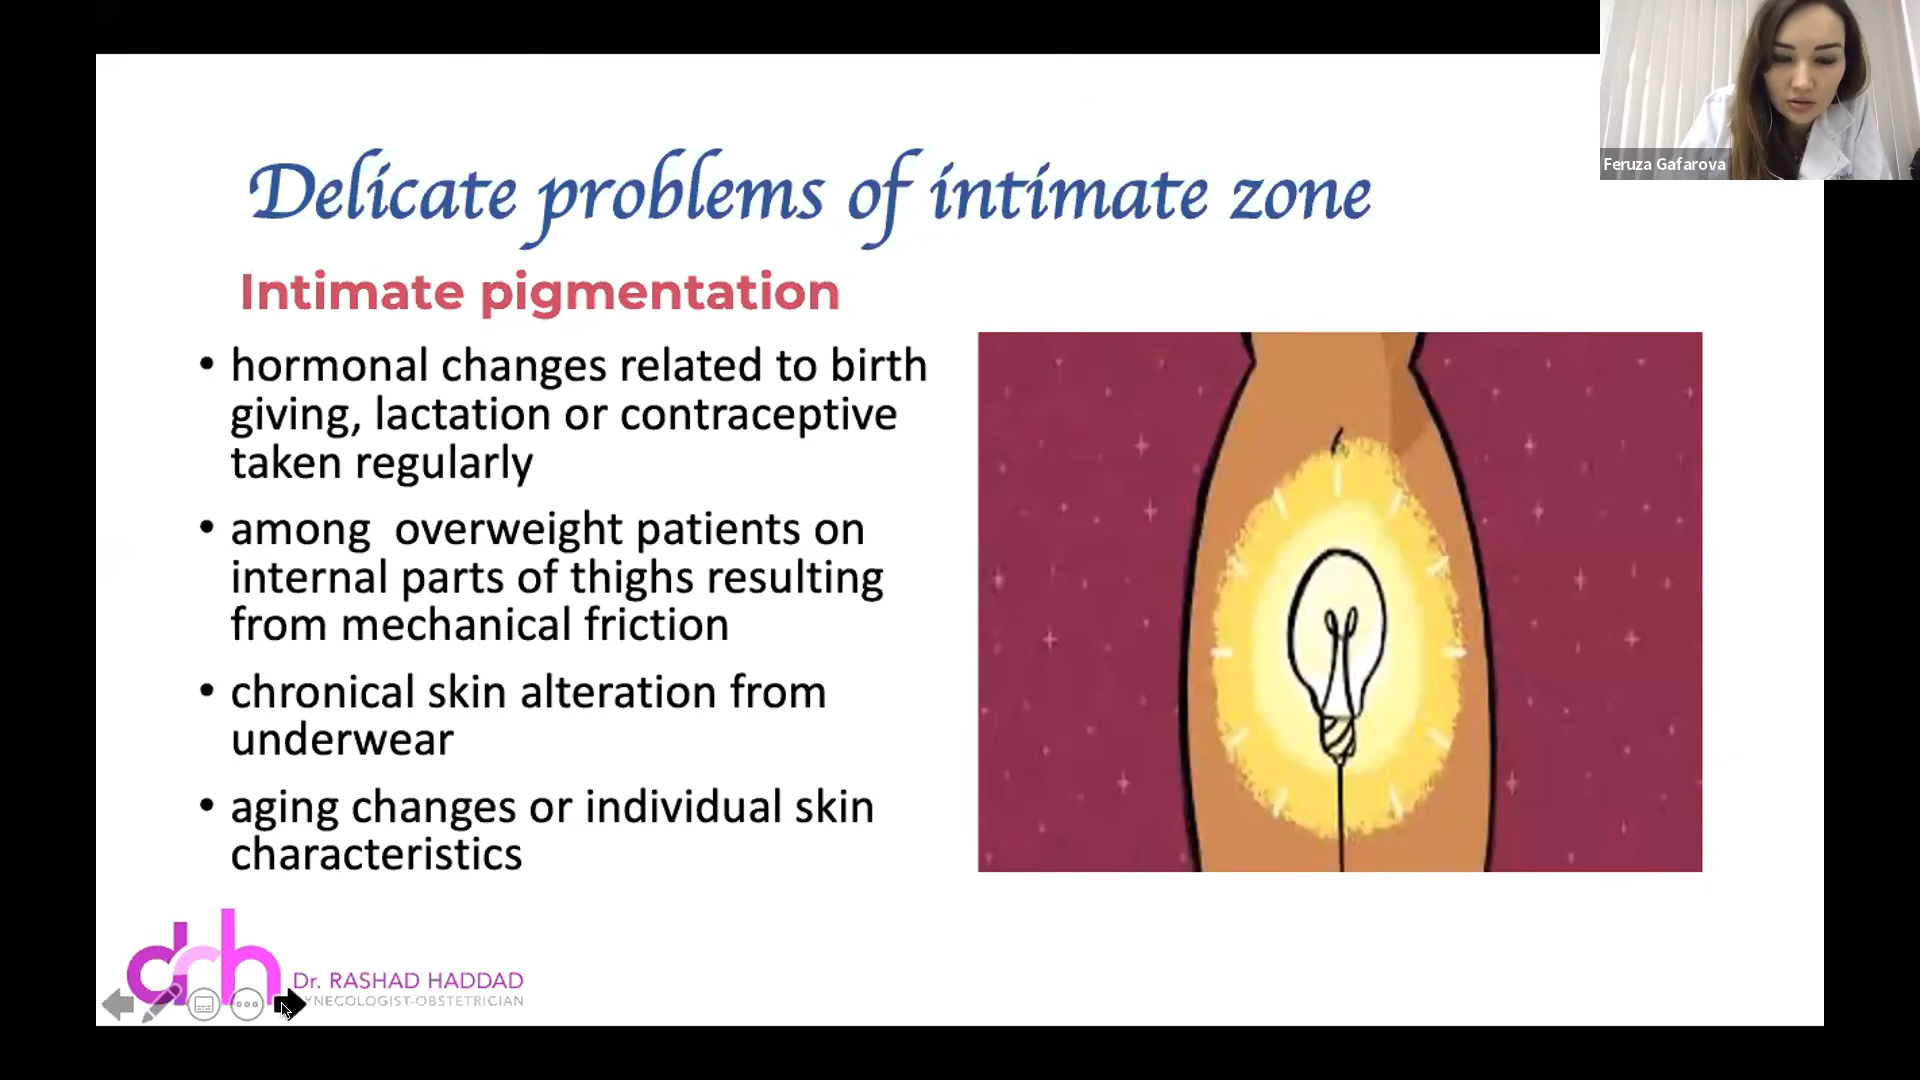 Feruza Gafarova
Delicate problems of intimate zone
Intimate pigmentation
• hormonal changes related to birth
giving, lactation or contraceptive
taken regularly
• among overweight patients on
internal parts of thighs resulting
from mechanical friction
• chronical skin alteration from
underwear
• aging changes or individual skin
characteristics
drh
Dr. RASHAD HADDAD
YNECOLOGIST-OBSTETRICIAN